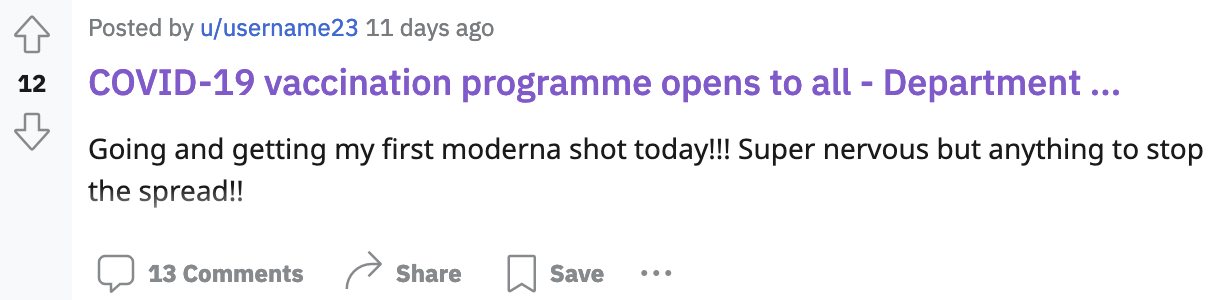 Posted by u/username23 11 days ago
12
COVID-19 vaccination programme opens to all - Department ...
Going and getting my first moderna shot today!!! Super nervous but anything to stop
the spread!!
13 Comments Share Save ...